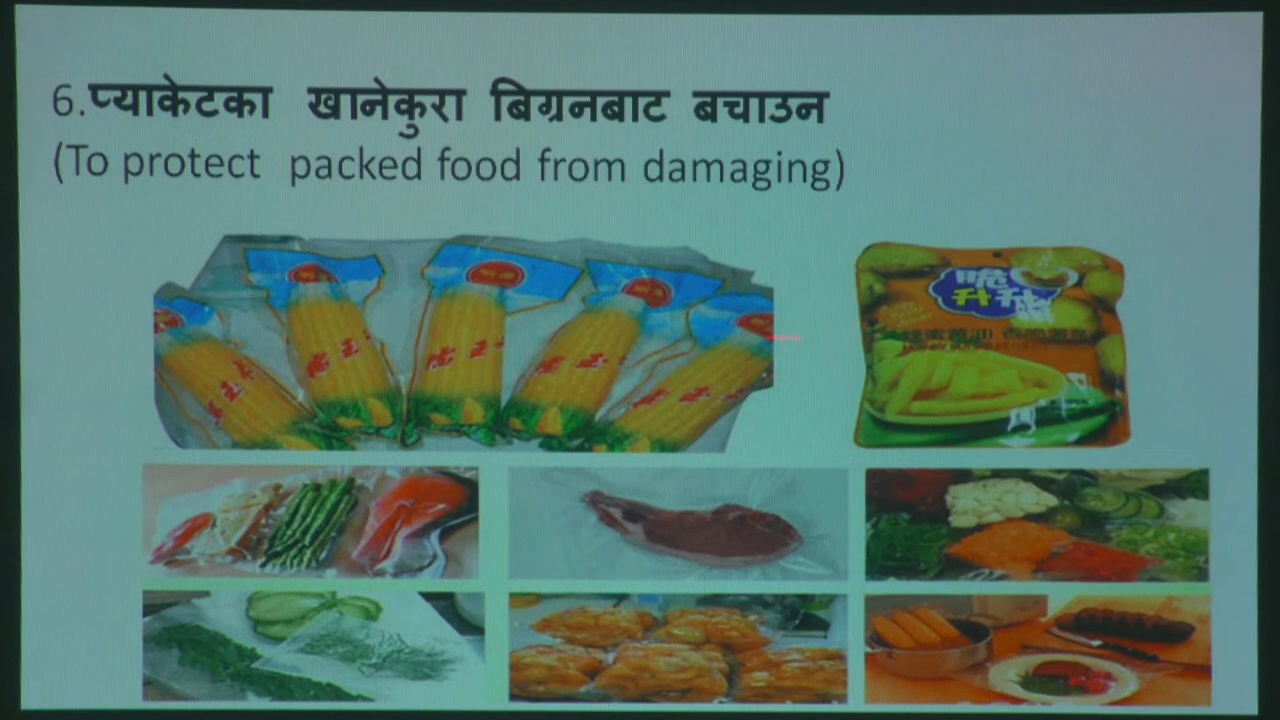 6.प्याकेटका खानेकुरा बिग्रनबाट बचाउन
(To protect packed food from damaging)